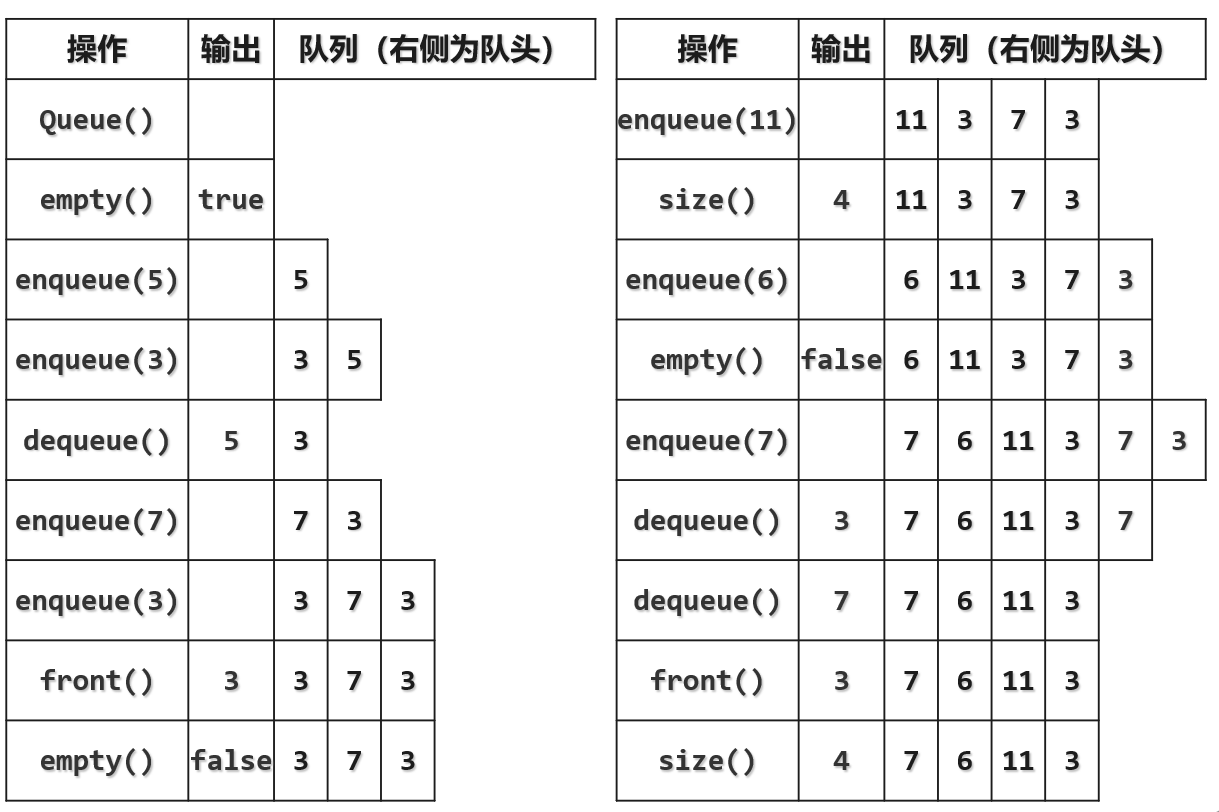 操作 输出 队列（右侧为队头）
Queue()
empty() true
enqueue(5) 5
enqueue(3) 3 5
dequeue() 5 3
enqueue(7) 7 3
enqueue(3) 3 7 3
front() 3 3 7 3
empty() false 3 7 3
操作 输出 队列（右侧为队头）
enqueue(11) 11 3 7 3
size() 4 11 3 7 3
enqueue(6) 6 11 3 7 3
empty() false 6 11 3 7 3
enqueue(7) 7 6 11 3 7 3
dequeue() 3 7 6 11 3 7
dequeue() 7 7 6 11 3
front() 3 7 6 11 3
size() 4 7 6 11 3